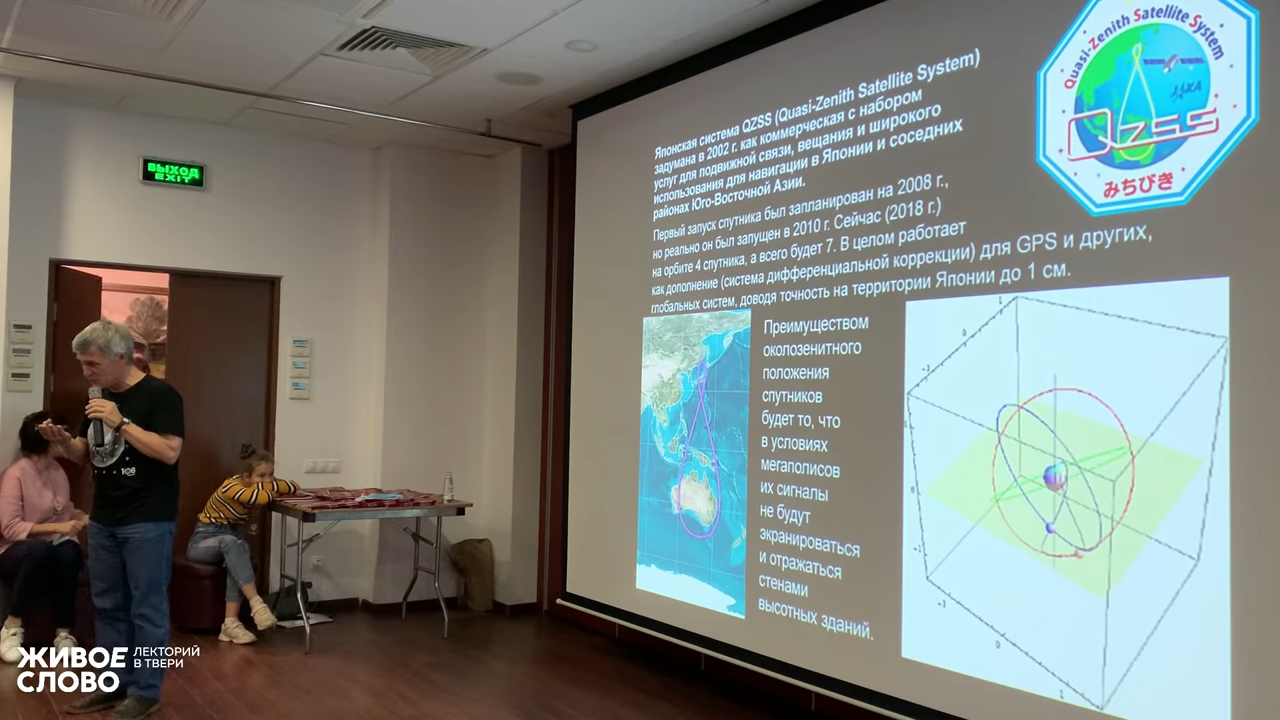 ВЫХОД
EXIT
Японская система QZSS (Quasi-Zenith Satellite System)
задумана в 2002 г. как коммерческая с набором
услуг для подвижной связи, вещания и широкого
использования для навигации в Японии и соседних
районах Юго-Восточной Азии.
Первый запуск спутника был запланирован на 2008 г.,
но реально он был запущен в 2010 г. Сейчас (2018 г.)
на орбите 4 спутника, а всего будет 7. В целом работает
как дополнение (система дифференциальной коррекции) для GPS и других,
глобальных систем, доводя точность на территории Японии до 1 см.
Quasi-Zenith Satellite System
JAXA
QZSS
みちびき
Преимуществом
околозенитного
положения
спутников
будет то, что
в условиях
мегаполисов
их сигналы
не будут
экранироваться
и отражаться
стенами
высотных зданий.
ЖИВОЕ
СЛОВО
ЛЕКТОРИЙ
В ТВЕРИ